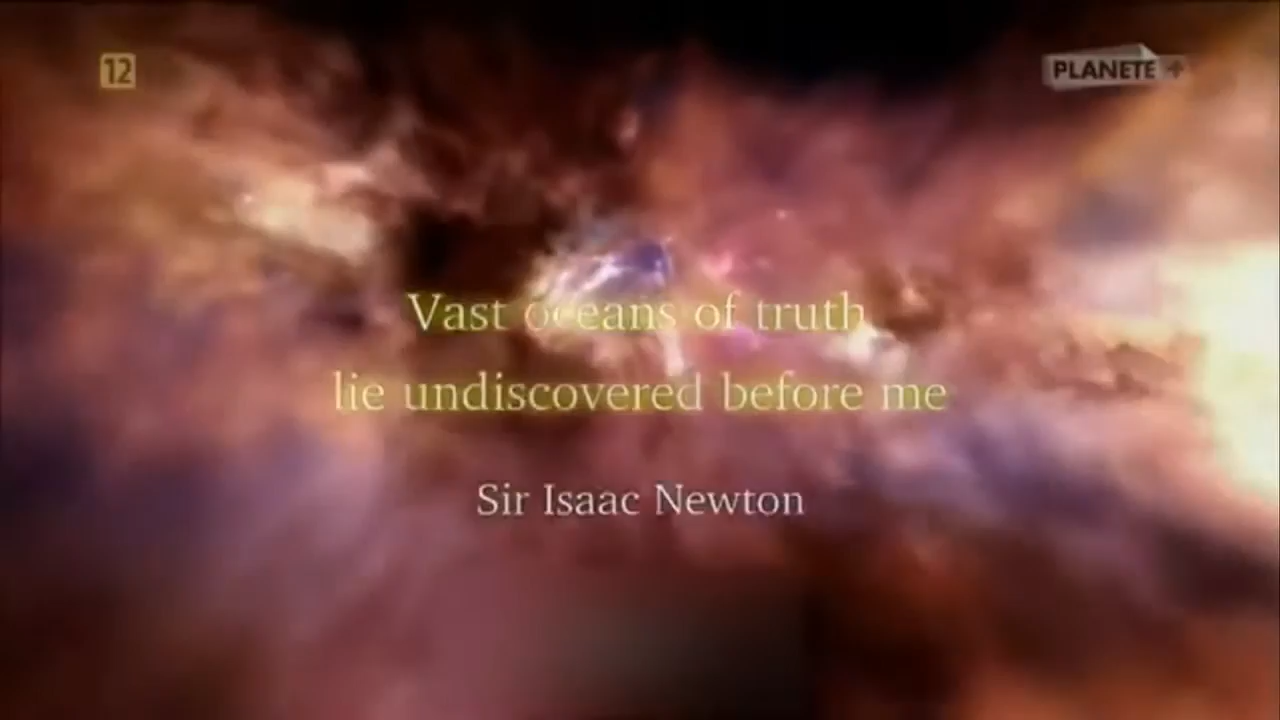 12
PLANETE +
Vast oceans of truth
lie undiscovered before me
Sir Isaac Newton